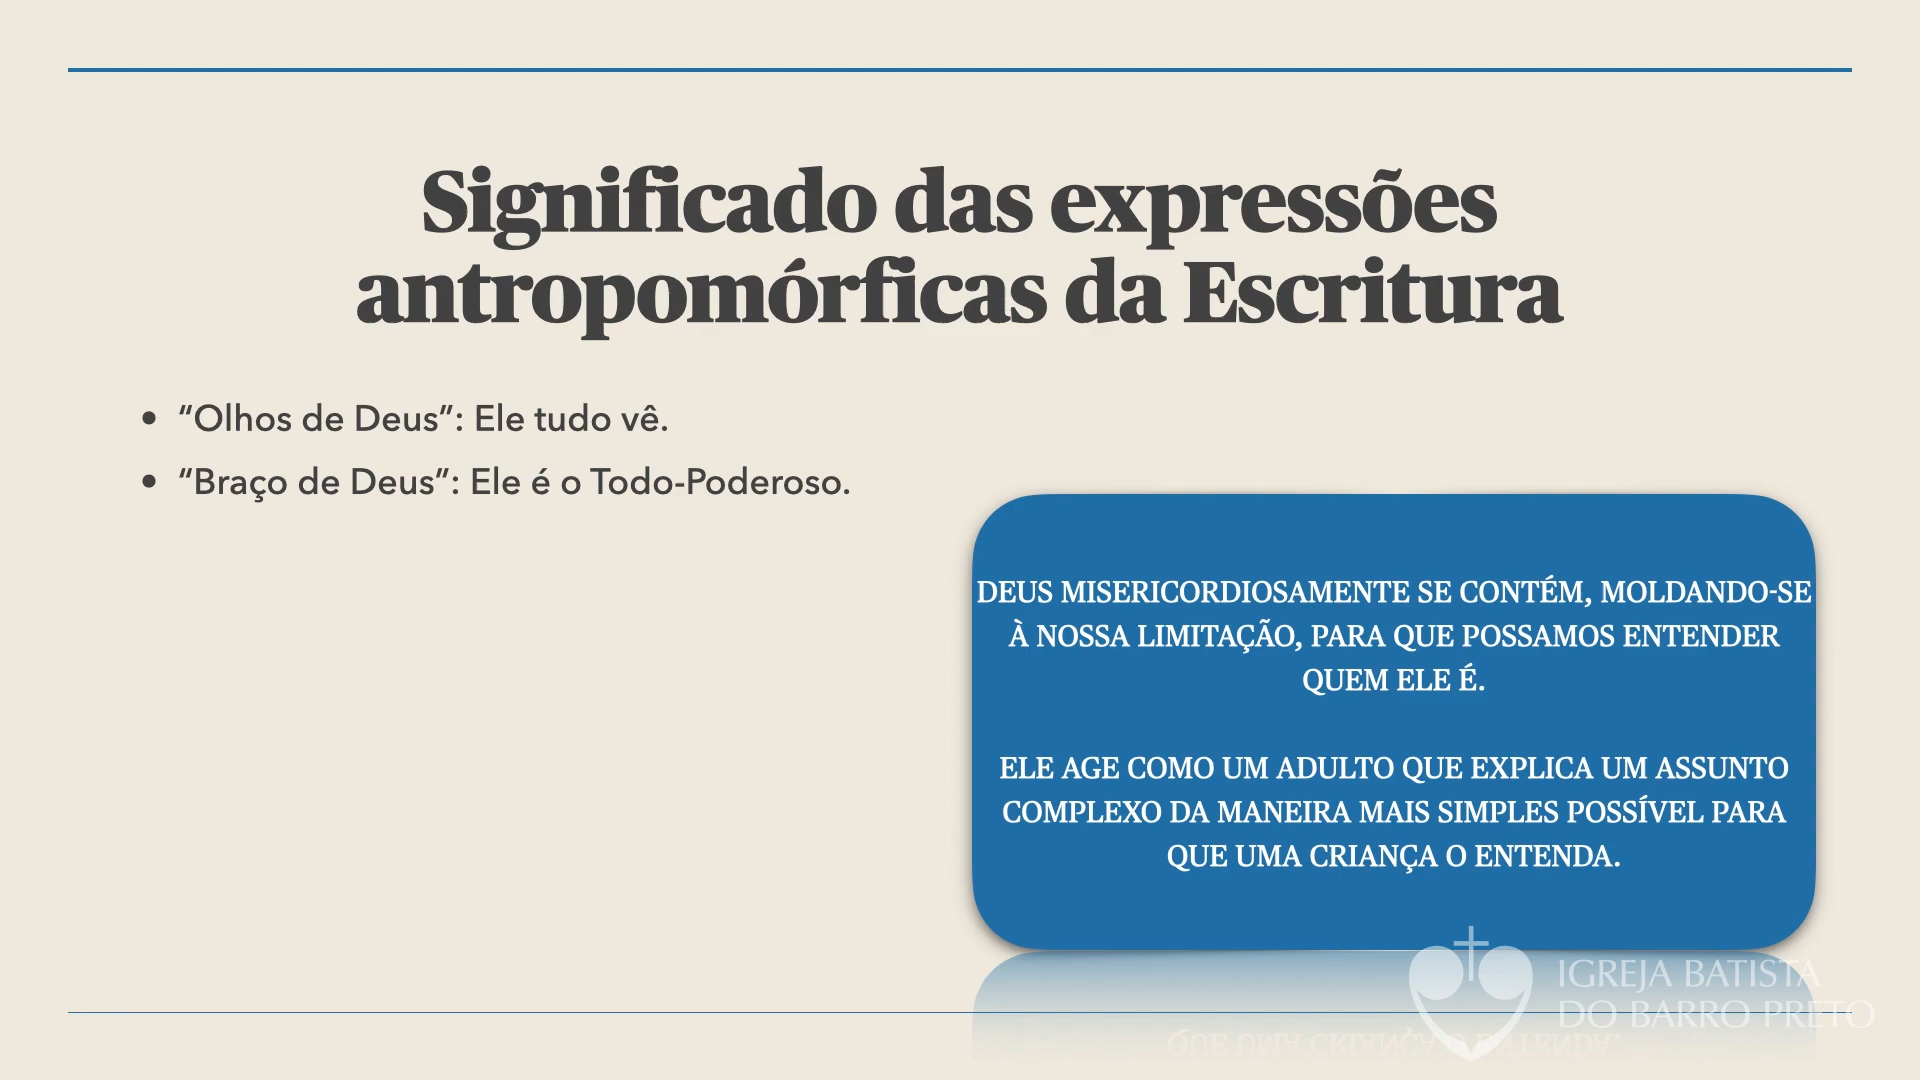 Significado das expressões
antropomórficas da Escritura
• “Olhos de Deus”: Ele tudo vê.
• “Braço de Deus”: Ele é o Todo-Poderoso.
DEUS MISERICORDIOSAMENTE SE CONTÉM, MOLDANDO-SE
À NOSSA LIMITAÇÃO, PARA QUE POSSAMOS ENTENDER
QUEM ELE É.
ELE AGE COMO UM ADULTO QUE EXPLICA UM ASSUNTO
COMPLEXO DA MANEIRA MAIS SIMPLES POSSÍVEL PARA
QUE UMA CRIANÇA O ENTENDA.
IGREJA BATISTA
DO BARRO PRETO